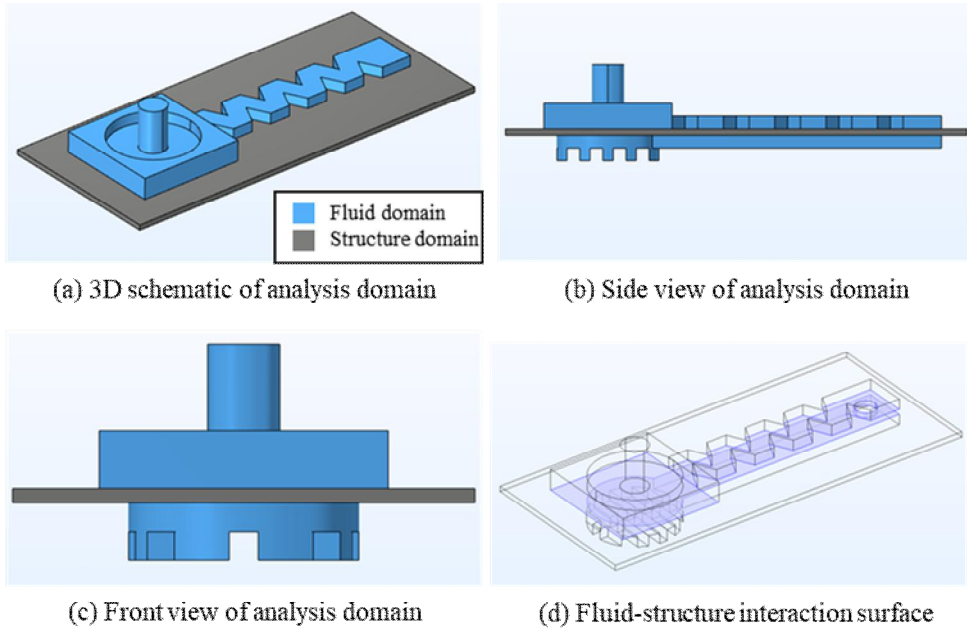 Fluid domain
Structure domain
(a) 3D schematic of analysis domain
(b) Side view of analysis domain
(c) Front view of analysis domain
(d) Fluid-structure interaction surface